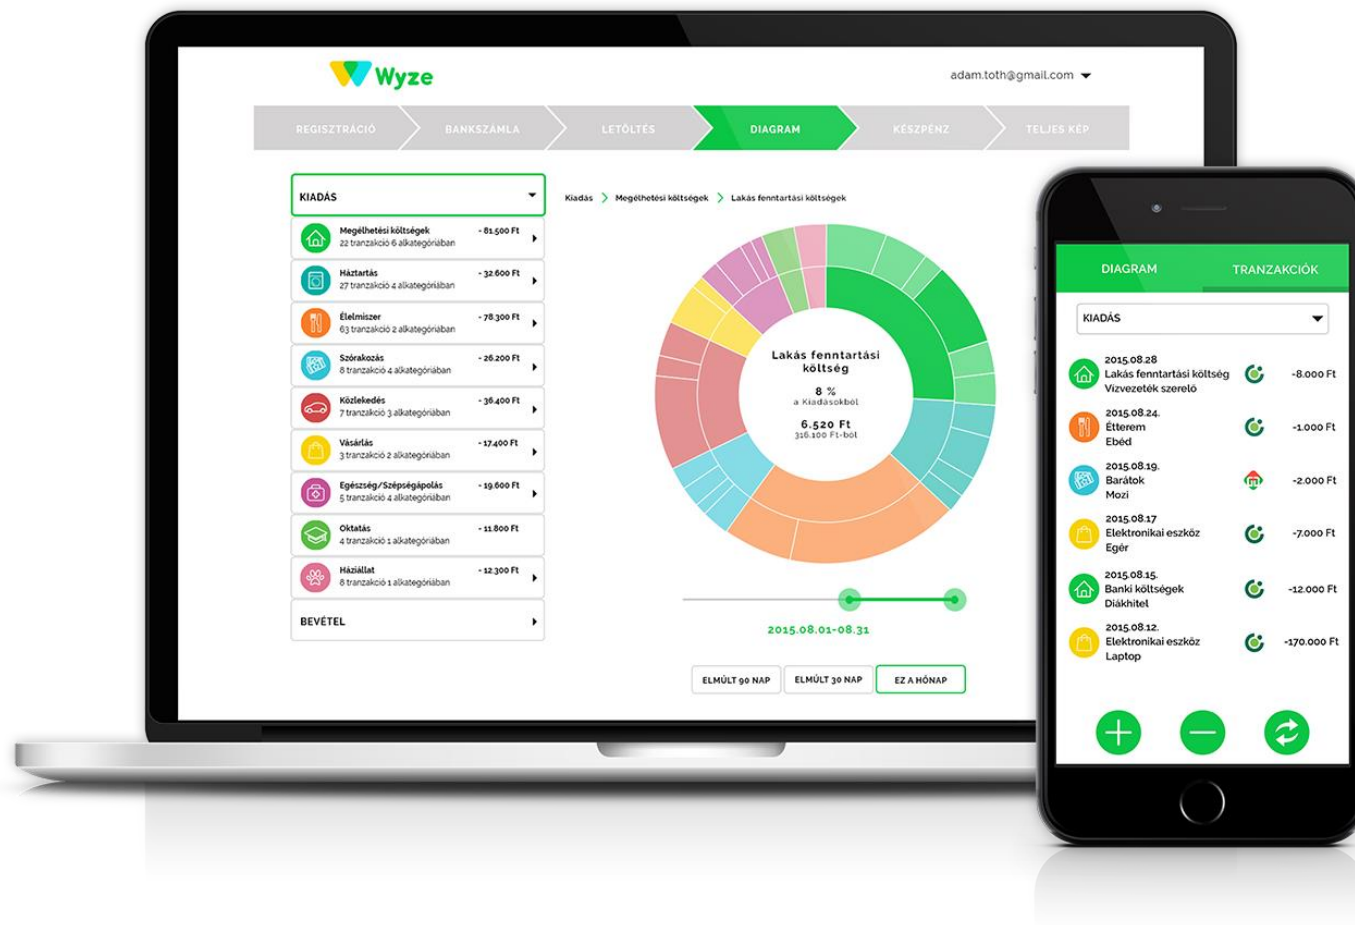 Wyze
adam.toth@gmail.com
REGISZTRÁCIÓ
BANKSZÁMLA
LETÖLTÉS
DIAGRAM
KÉSZPÉNZ
TELJES KÉP
KIADÁS
Megélhetési költségek - 81.500 Ft
22 tranzakció 6 alkategóriában
Háztartás - 32.600 Ft
27 tranzakció 4 alkategóriában
Élelmiszer - 78.300 Ft
63 tranzakció 2 alkategóriában
Szórakozás - 26.200 Ft
8 tranzakció 4 alkategóriában
Közlekedés - 36.400 Ft
7 tranzakció 3 alkategóriában
Vásárlás - 17.400 Ft
3 tranzakció 2 alkategóriában
Egészség/Szépségápolás - 19.600 Ft
5 tranzakció 4 alkategóriában
Oktatás - 11.800 Ft
4 tranzakció 1 alkategóriában
Háziállat - 12.300 Ft
8 tranzakció 1 alkategóriában
BEVÉTEL
Kiadás > Megélhetési költségek > Lakás fenntartási költségek
Lakás fenntartási
költség
8 %
a Kiadásokból
6.520 Ft
316.100 Ft-ból
2015.08.01-08.31
ELMÚLT 90 NAP
ELMÚLT 30 NAP
EZ A HÓNAP
DIAGRAM
TRANZAKCIÓK
KIADÁS
2015.08.28
Lakás fenntartási költség -8.000 Ft
Vízvezeték szerelő
2015.08.24.
Étterem -1.000 Ft
Ebéd
2015.08.19.
Barátok -2.000 Ft
Mozi
2015.08.17
Elektronikai eszköz -7.000 Ft
Egér
2015.08.15.
Banki költségek -12.000 Ft
Diákhitel
2015.08.12.
Elektronikai eszköz -170.000 Ft
Laptop